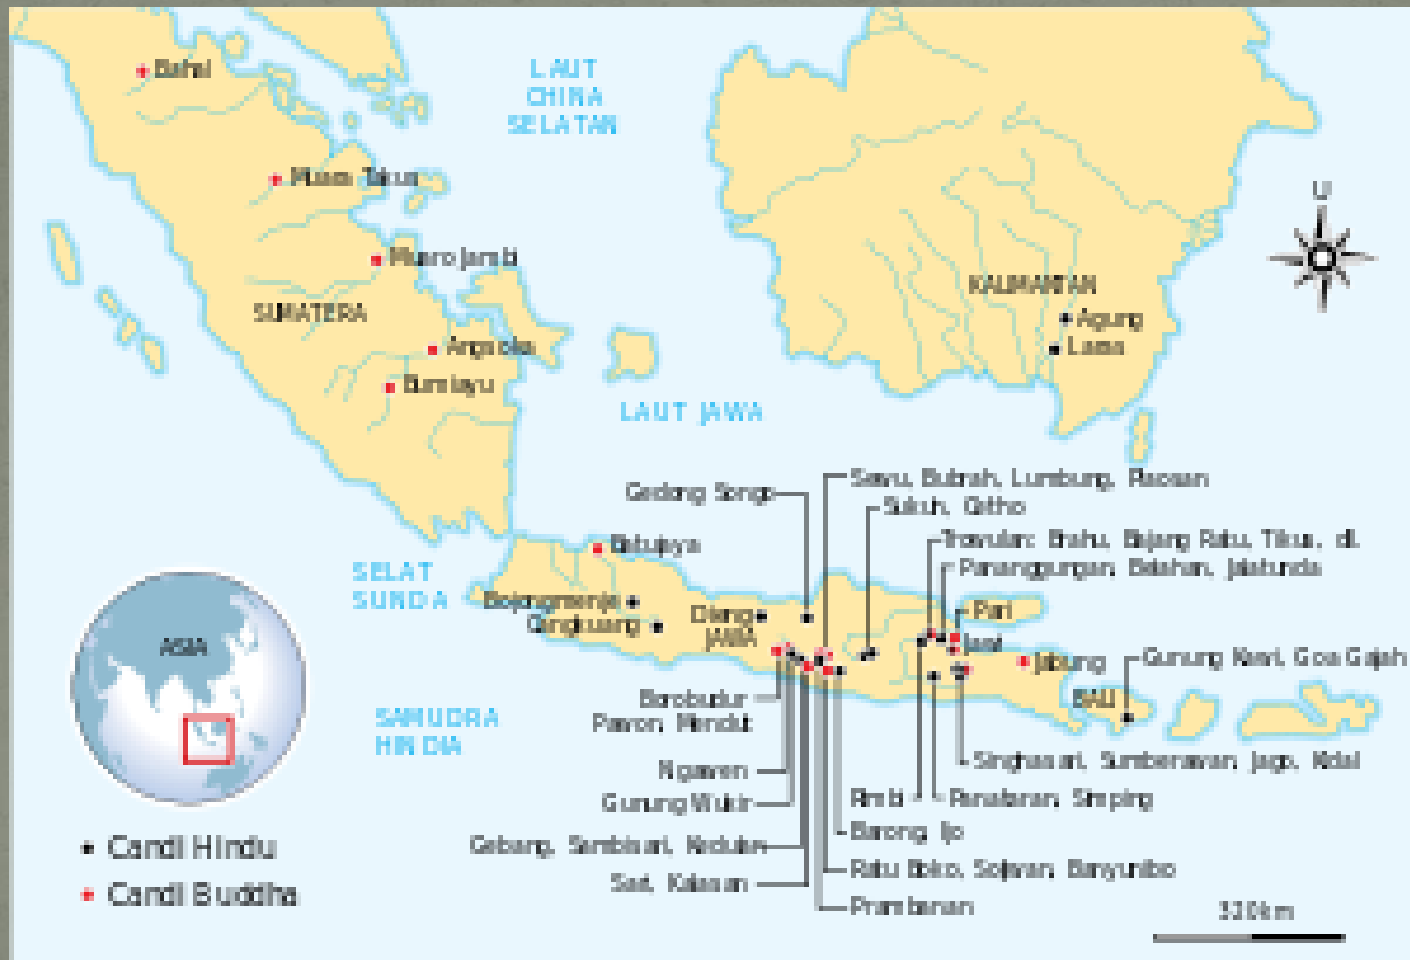 Bahal
LAUT
CHINA
SELATAN
Muara Takus
U
Muaro Jambi
SUMATERA
KALIMANTAN
Agung
Laras
Angsoka
Bumiayu
LAUT JAWA
Gedong Songo
Sewu, Bubrah, Lumbung, Plaosan
Sukuh, Cetho
Trowulan: Brahu, Bajang Ratu, Tikus, dll.
Penanggungan, Belahan, Jalatunda
Batujaya
SELAT
SUNDA
Bojongmenje
Cangkuang
Dieng
JAWA
Pari
Jawi
Jabung
Gunung Kawi, Goa Gajah
BALI
ASIA
Borobudur
Pawon, Mendut
SAMUDRA
HINDIA
Ngawen
Gunung Wukir
Gebang, Sambisari, Kedulan
Sari, Kalasan
Singhasari, Sumberawan, Jago, Kidal
Rimbi
Penataran, Simping
Barong, Ijo
Ratu Boko, Sojiwan, Banyunibo
Prambanan
Candi Hindu
Candi Buddha
320km